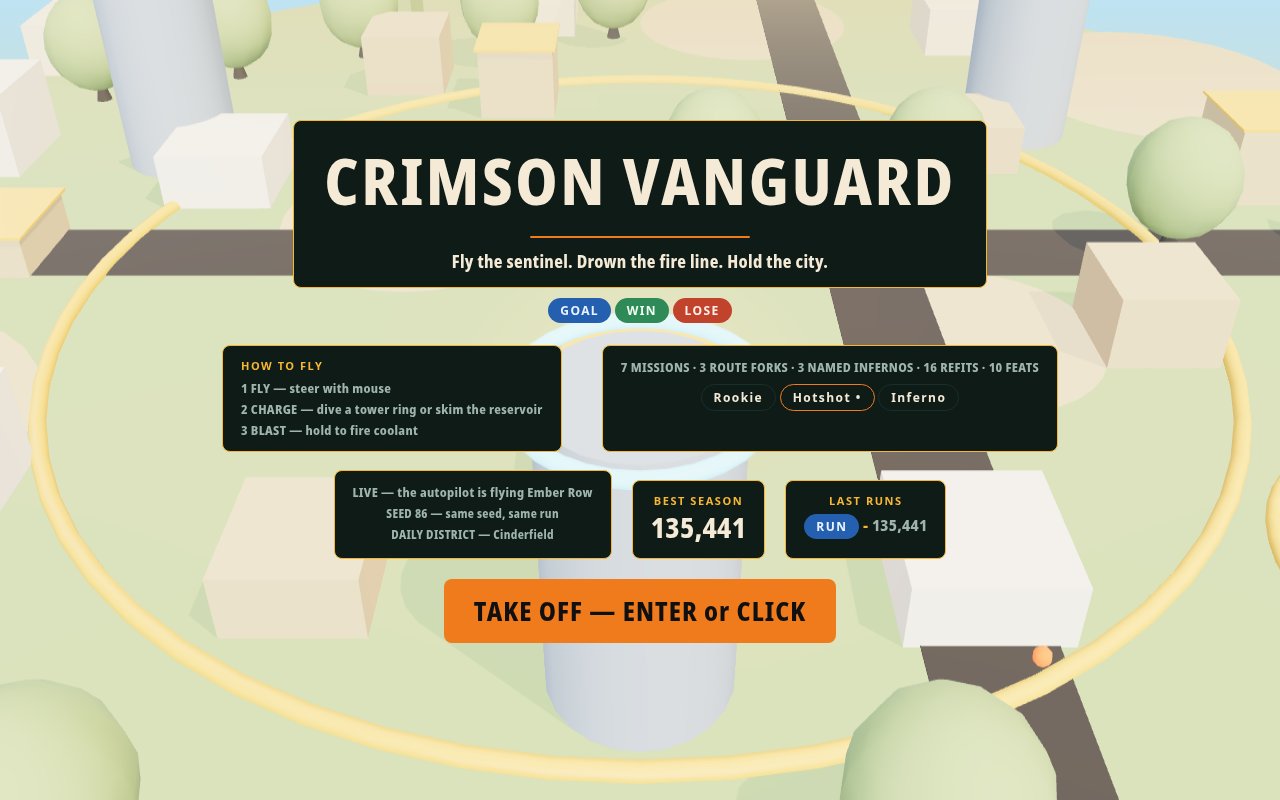 CRIMSON VANGUARD
Fly the sentinel. Drown the fire line. Hold the city.
GOAL WIN LOSE
HOW TO FLY
1 FLY — steer with mouse
2 CHARGE — dive a tower ring or skim the reservoir
3 BLAST — hold to fire coolant
7 MISSIONS · 3 ROUTE FORKS · 3 NAMED INFERNOS · 16 REFITS · 10 FEATS
Rookie Hotshot • Inferno
LIVE — the autopilot is flying Ember Row
SEED 86 — same seed, same run
DAILY DISTRICT — Cinderfield
BEST SEASON
135,441
LAST RUNS
RUN - 135,441
TAKE OFF — ENTER or CLICK